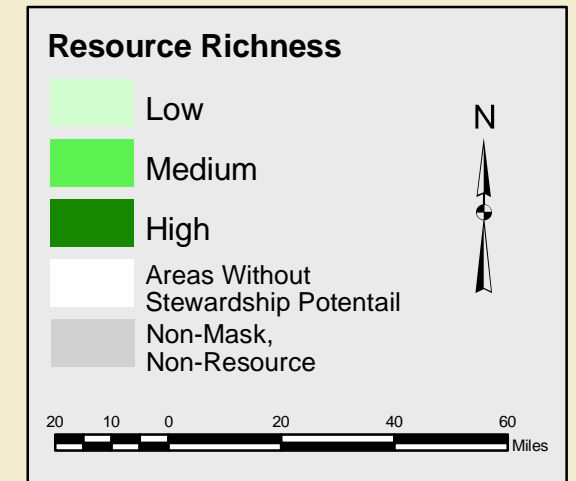 Resource Richness
Low
N
Medium
High
Areas Without
Stewardship Potentail
Non-Mask,
Non-Resource
20 10 0 20 40 60
Miles